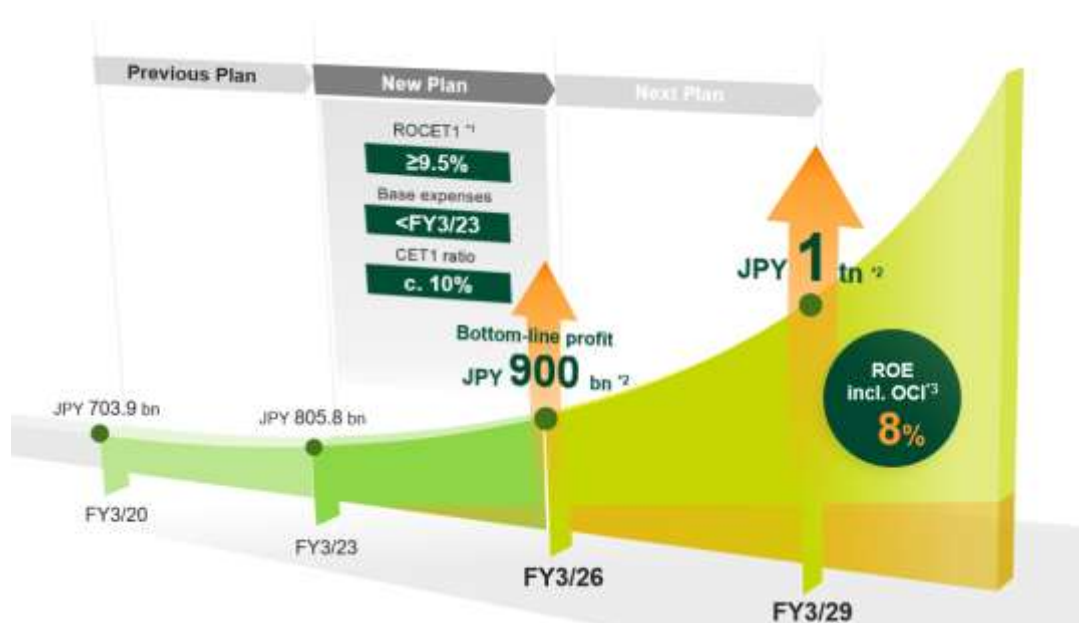 Previous Plan
New Plan
Next Plan
ROCET1 *1
≥9.5%
Base expenses
<FY3/23
CET1 ratio
c. 10%
JPY 1 tn *2
Bottom-line profit
JPY 900 bn *2
ROE
incl. OCI*3
8%
JPY 703.9 bn
JPY 805.8 bn
FY3/20
FY3/23
FY3/26
FY3/29